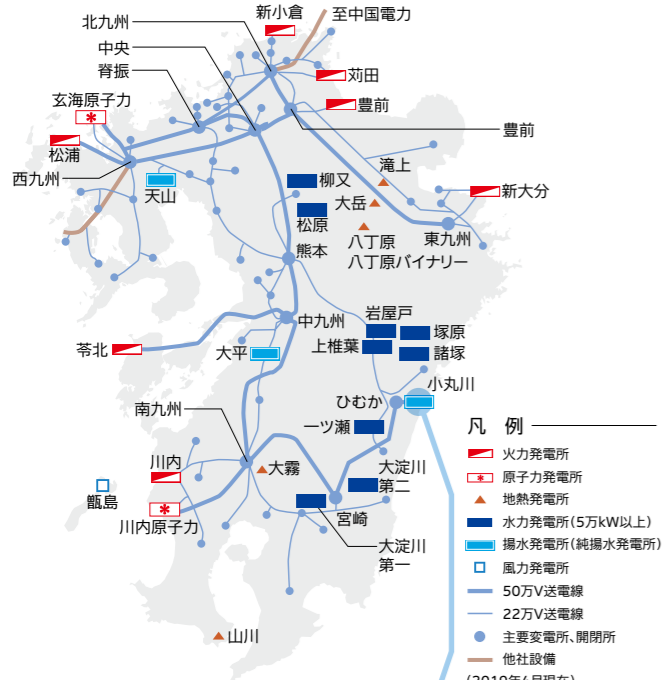 新小倉
至中国電力
北九州
中央
脊振
苅田
豊前
豊前
玄海原子力
松浦
西九州
天山
柳又
松原
滝上
大岳
八丁原
八丁原バイナリー
新大分
東九州
熊本
中九州
苓北
大平
岩屋戸
上椎葉
塚原
諸塚
小丸川
ひむか
一ツ瀬
南九州
川内
大霧
大淀川
第二
宮崎
甑島
川内原子力
大淀川
第一
山川
凡 例
火力発電所
原子力発電所
地熱発電所
水力発電所(5万kW以上)
揚水発電所(純揚水発電所)
風力発電所
50万V送電線
22万V送電線
主要変電所、開閉所
他社設備
(2019年4月現在)